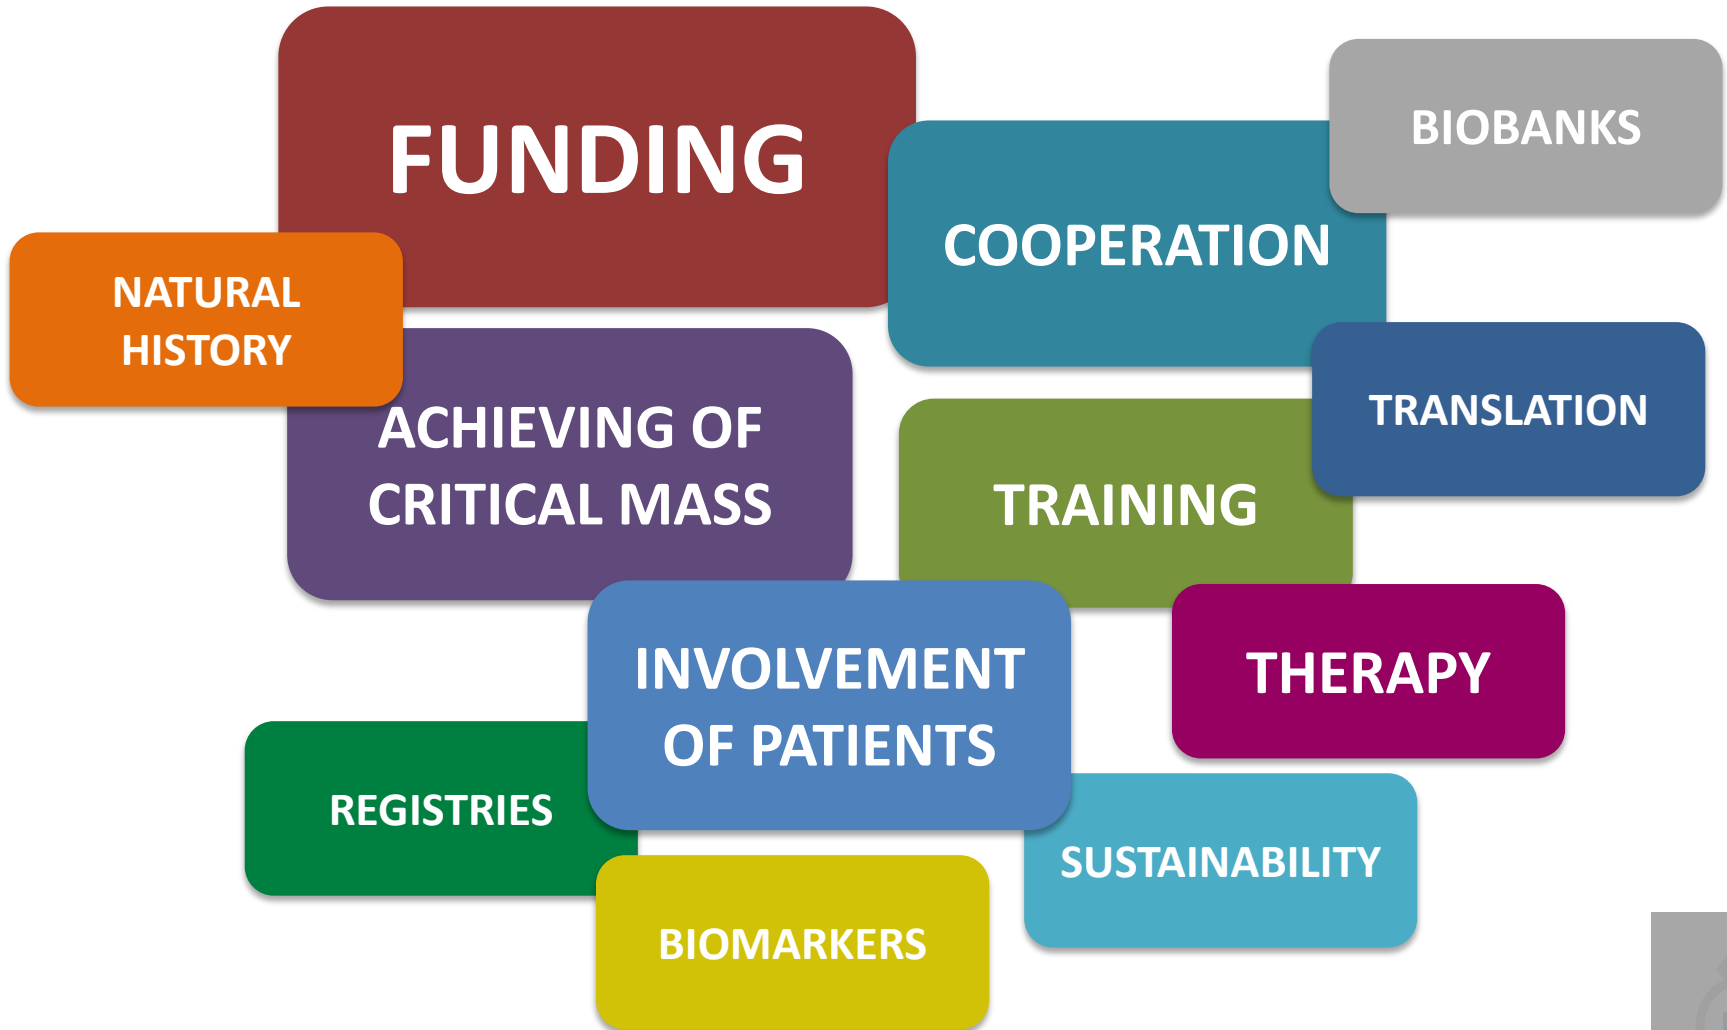 FUNDING
BIOBANKS
COOPERATION
NATURAL
HISTORY
ACHIEVING OF
CRITICAL MASS
TRANSLATION
TRAINING
INVOLVEMENT
OF PATIENTS
THERAPY
REGISTRIES
SUSTAINABILITY
BIOMARKERS